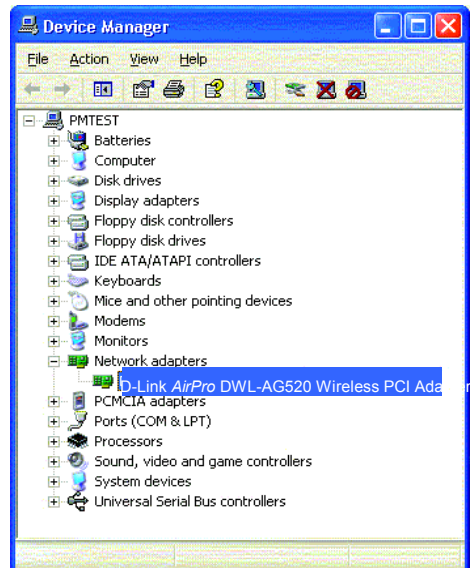 Device Manager
File Action View Help
PMTEST
Batteries
Computer
Disk drives
Display adapters
Floppy disk controllers
Floppy disk drives
IDE ATA/ATAPI controllers
Keyboards
Mice and other pointing devices
Modems
Monitors
Network adapters
D-Link AirPro DWL-AG520 Wireless PCI Adapter
PCMCIA adapters
Ports (COM & LPT)
Processors
Sound, video and game controllers
System devices
Universal Serial Bus controllers